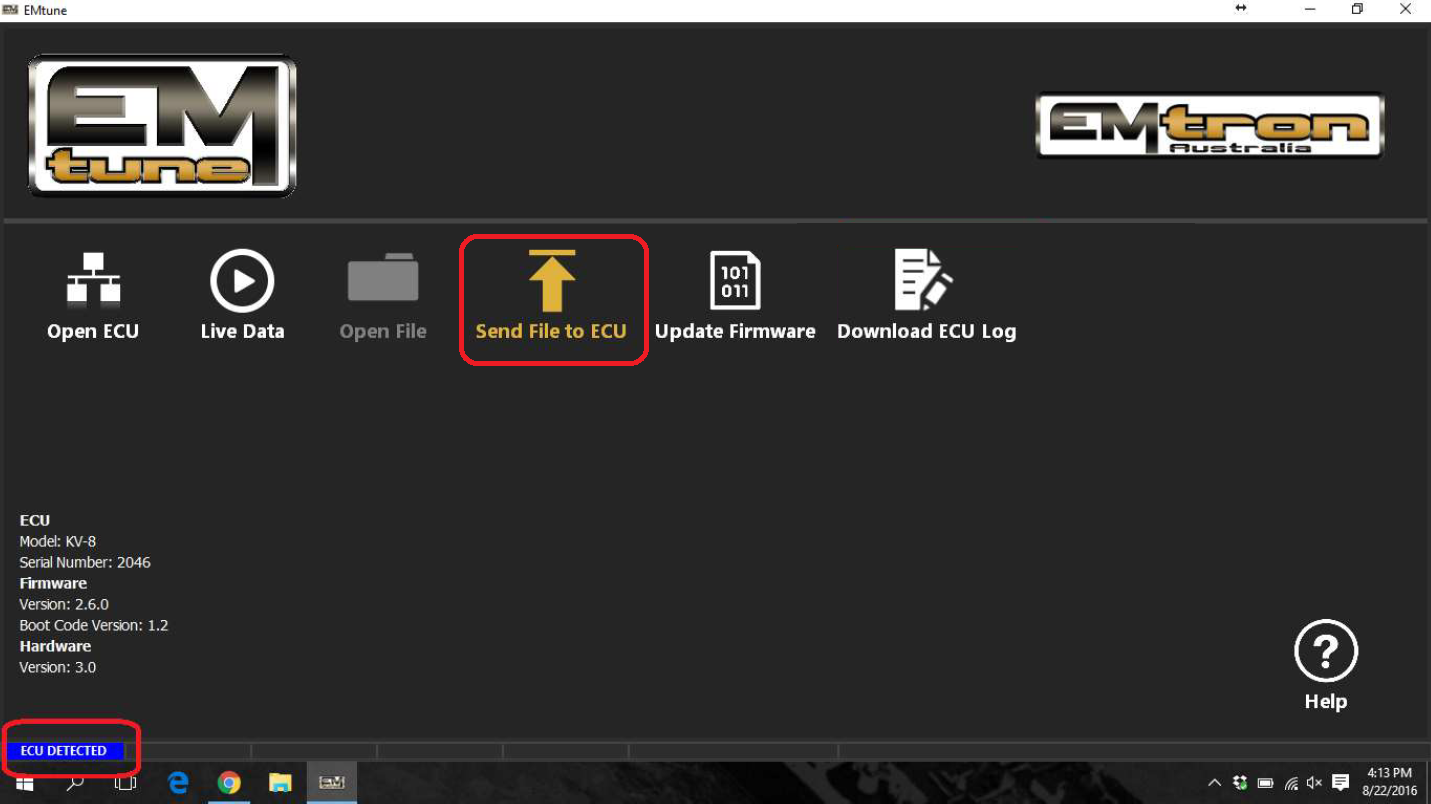 EMtune
EM
tune
EMtron
Australia
Open ECU
Live Data
Open File
Send File to ECU
101
011
Update Firmware
Download ECU Log
ECU
Model: KV-8
Serial Number: 2046
Firmware
Version: 2.6.0
Boot Code Version: 1.2
Hardware
Version: 3.0
?
Help
ECU DETECTED
4:13 PM
8/22/2016